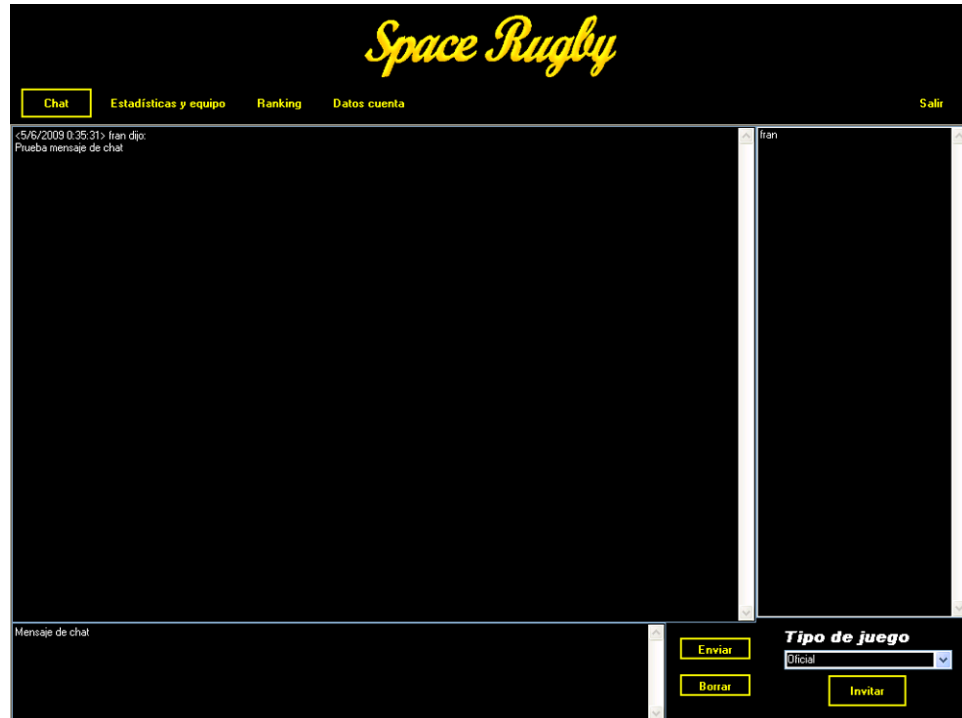 Space Rugby
Chat Estadísticas y equipo Ranking Datos cuenta Salir
<5/6/2009 0:35:31> fran dijo:
Prueba mensaje de chat
fran
Mensaje de chat
Enviar
Borrar
Tipo de juego
Oficial
Invitar